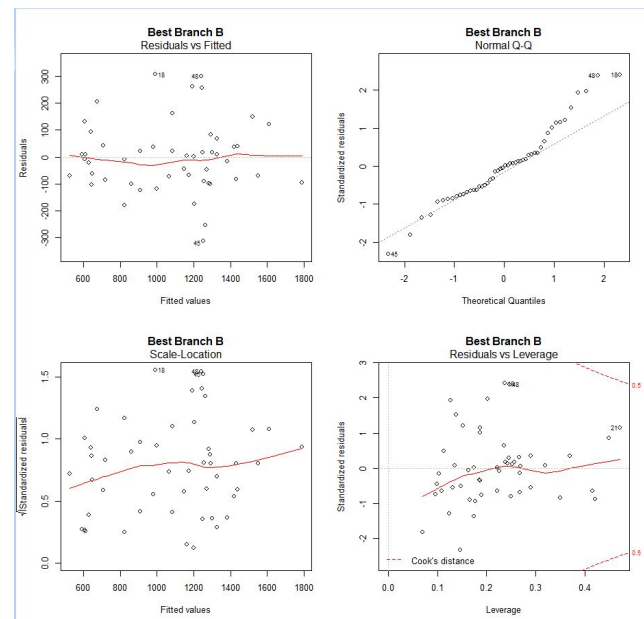 Best Branch B
Residuals vs Fitted
Residuals
300
200
100
0
-100
-200
-300
18
48
45
600 800 1000 1200 1400 1600 1800
Fitted values
Best Branch B
Normal Q-Q
Standardized residuals
2
1
0
-1
-2
48
18
45
-2 -1 0 1 2
Theoretical Quantiles
Best Branch B
Scale-Location
√|Standardized residuals|
1.5
1.0
0.5
0.0
18
48
45
600 800 1000 1200 1400 1600 1800
Fitted values
Best Branch B
Residuals vs Leverage
Standardized residuals
3
2
1
0
-1
-2
48
21
0.5
0.5
Cook's distance
0.0 0.1 0.2 0.3 0.4
Leverage